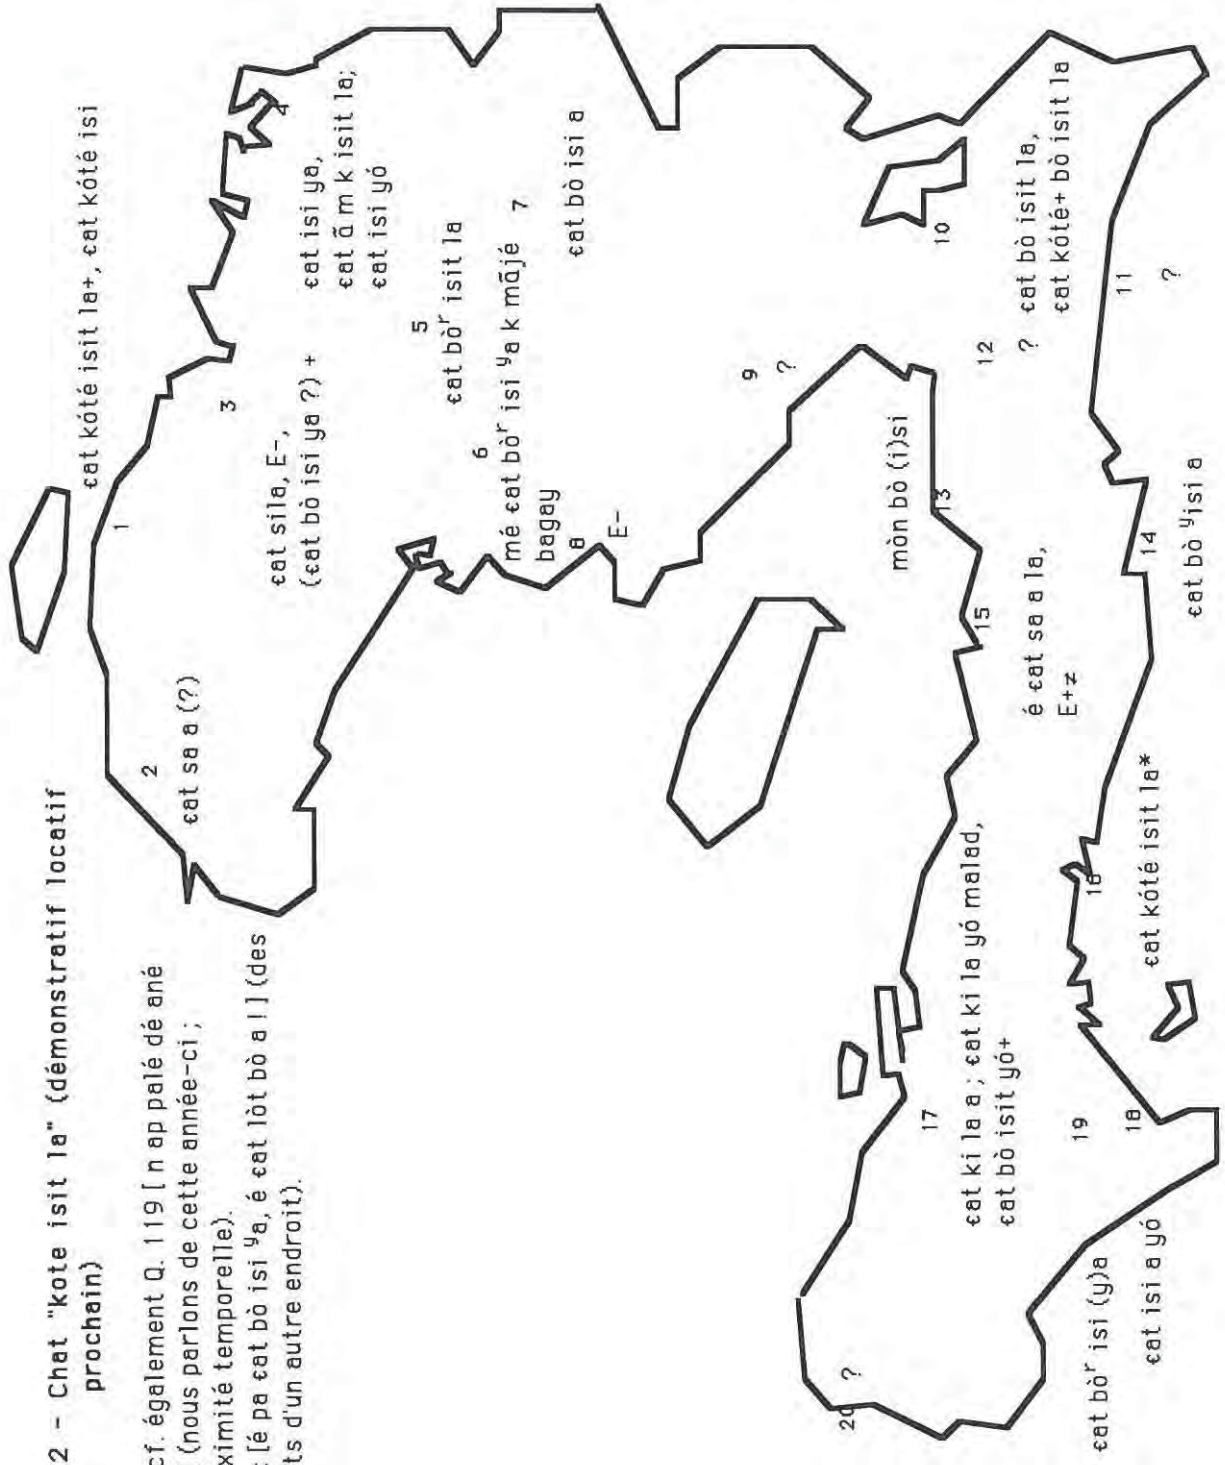 2 - Chat "kote isit la" (démonstratif locatif
prochain)
cf. également Q. 119 [ n ap palé dé ané
(nous parlons de cette année-ci ;
ximité temporelle).
[é pa ɛat bò isi ʸa, é ɛat lòt bò a ! ] (des
ts d'un autre endroit).
ɛat kóté isit la+, ɛat kóté isi
1
2
ɛat sa a (?)
3
ɛat sila, E-,
(ɛat bò isi ya ?) +
4
ɛat isi ya,
ɛat ã m k isit la;
ɛat isi yó
5
ɛat bòʳ isit la
6
mé ɛat bòʳ isi ʸa k mãjé
bagay
7
ɛat bò isi a
8
E-
9
?
10
ɛat bò isit la,
ɛat kóté+ bò isit la
11
?
12
?
mòn bò (i)si
13
14
ɛat bò ʸisi a
15
é ɛat sa a la,
E+≠
16
ɛat kóté isit la*
17
ɛat ki la a ; ɛat ki la yó malad,
ɛat bò isit yó+
18
19
ɛat bòʳ isi (y)a
ɛat isi a yó
20 ?